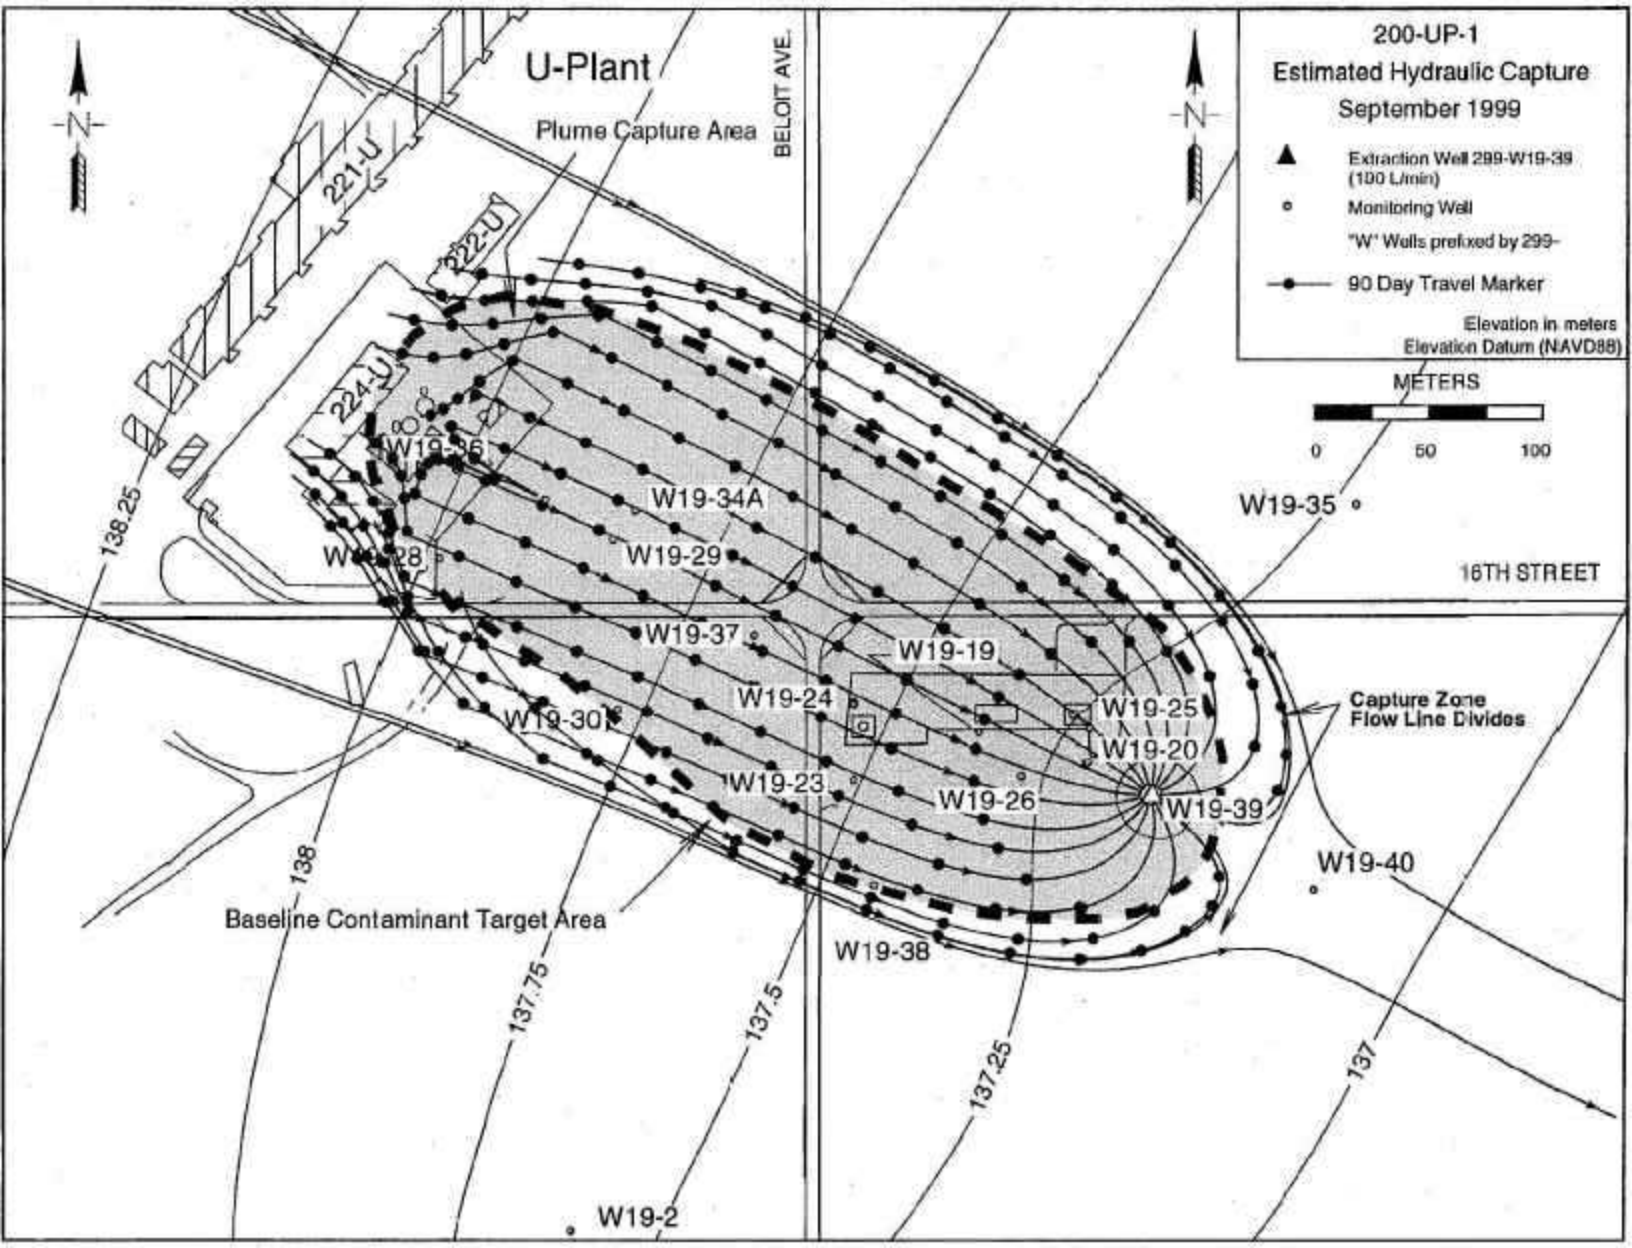 200-UP-1
Estimated Hydraulic Capture
September 1999
Extraction Well 299-W19-39
(100 L/min)
Monitoring Well
"W" Wells prefixed by 299-
90 Day Travel Marker
Elevation in meters
Elevation Datum (NAVD88)
METERS
0 50 100
N
N
U-Plant
BELOIT AVE.
Plume Capture Area
221-U
222-U
224-U
W19-36
W19-34A
W19-35
138.25
W19-28
W19-29
16TH STREET
W19-37
W19-19
W19-24
W19-25
Capture Zone
Flow Line Divides
W19-30
W19-20
W19-23
W19-26
W19-39
W19-40
138
Baseline Contaminant Target Area
W19-38
137.75
137.5
137.25
137
W19-2